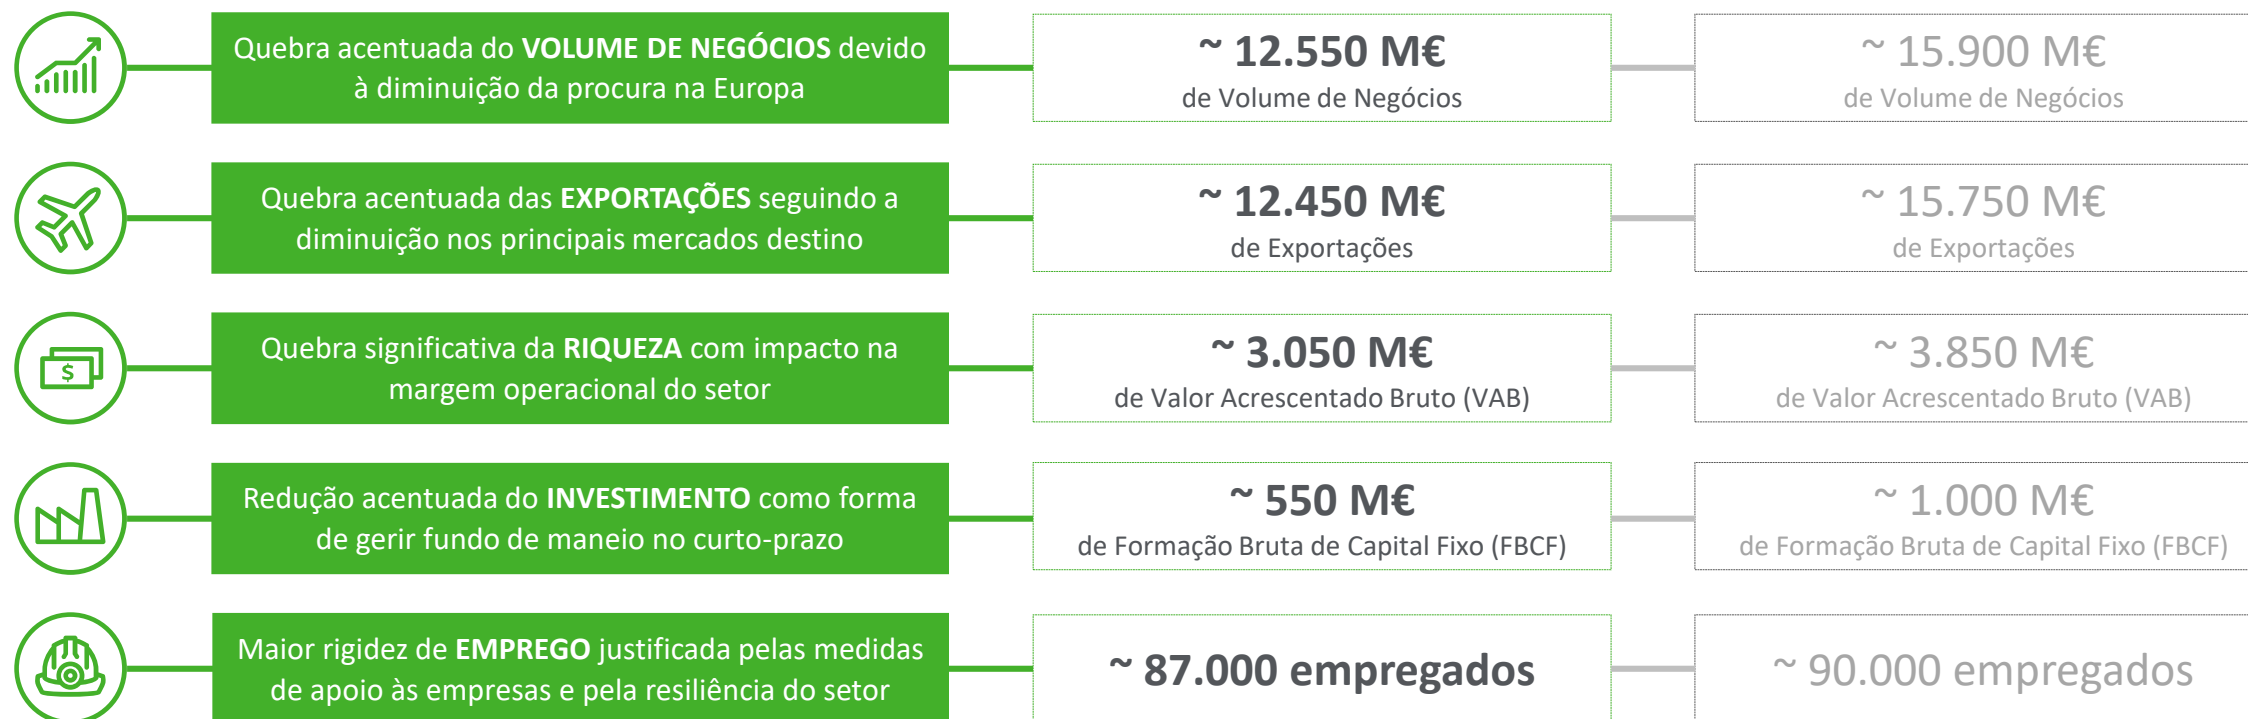 Quebra acentuada do VOLUME DE NEGÓCIOS devido
à diminuição da procura na Europa
~ 12.550 M€
de Volume de Negócios
~ 15.900 M€
de Volume de Negócios
Quebra acentuada das EXPORTAÇÕES seguindo a
diminuição nos principais mercados destino
~ 12.450 M€
de Exportações
~ 15.750 M€
de Exportações
$
Quebra significativa da RIQUEZA com impacto na
margem operacional do setor
~ 3.050 M€
de Valor Acrescentado Bruto (VAB)
~ 3.850 M€
de Valor Acrescentado Bruto (VAB)
Redução acentuada do INVESTIMENTO como forma
de gerir fundo de maneio no curto-prazo
~ 550 M€
de Formação Bruta de Capital Fixo (FBCF)
~ 1.000 M€
de Formação Bruta de Capital Fixo (FBCF)
Maior rigidez de EMPREGO justificada pelas medidas
de apoio às empresas e pela resiliência do setor
~ 87.000 empregados
~ 90.000 empregados